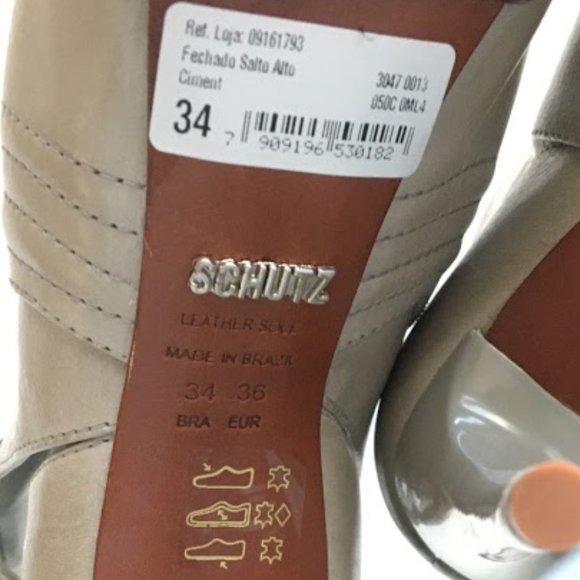 Ref. Loja: 09161793
Fechado Salto Alto
Ciment
3047 0013
050C 0ML4
34
7 909196 530182
SCHUTZ
LEATHER SOLE
MADE IN BRAZIL
34 36
BRA EUR